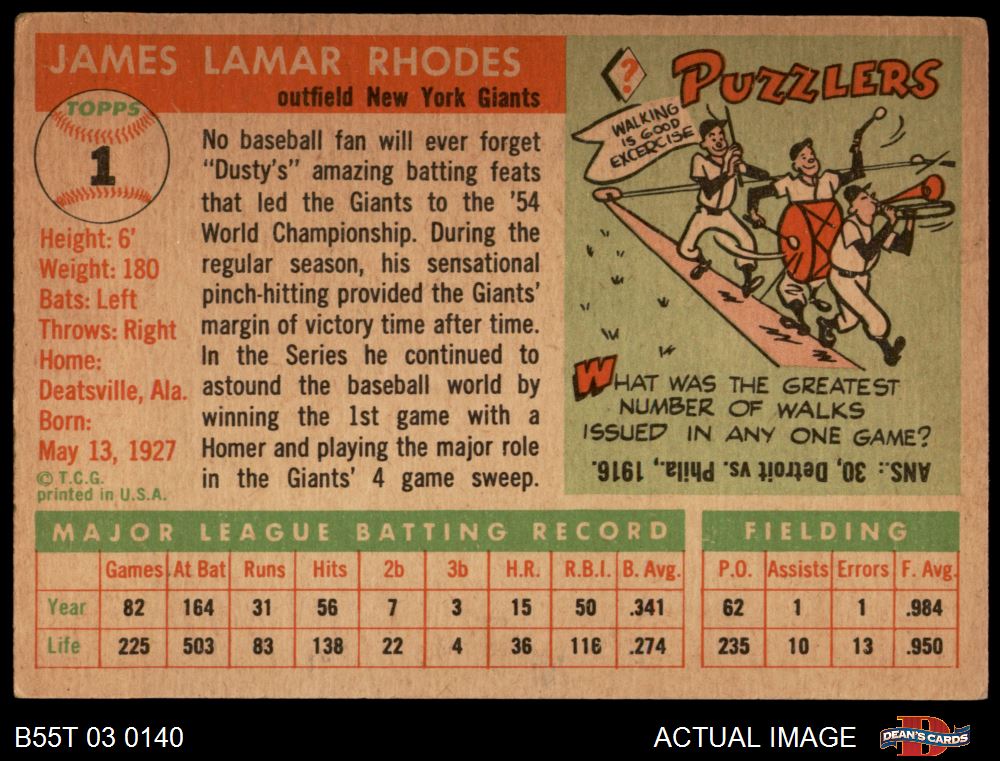 JAMES LAMAR RHODES
outfield New York Giants
TOPPS
1
Height: 6'
Weight: 180
Bats: Left
Throws: Right
Home:
Deatsville, Ala.
Born:
May 13, 1927
© T.C.G.
printed in U.S.A.
No baseball fan will ever forget
"Dusty's" amazing batting feats
that led the Giants to the '54
World Championship. During the
regular season, his sensational
pinch-hitting provided the Giants'
margin of victory time after time.
In the Series he continued to
astound the baseball world by
winning the 1st game with a
Homer and playing the major role
in the Giants' 4 game sweep.
?
PUZZLERS
WALKING
IS GOOD
EXCERCISE
WHAT WAS THE GREATEST
NUMBER OF WALKS
ISSUED IN ANY ONE GAME?
ANS.: 30, Detroit vs. Phila., 1916.
MAJOR LEAGUE BATTING RECORD
Games At Bat Runs Hits 2b 3b H.R. R.B.I. B. Avg.
Year 82 164 31 56 7 3 15 50 .341
Life 225 503 83 138 22 4 36 116 .274
FIELDING
P.O. Assists Errors F. Avg.
62 1 1 .984
235 10 13 .950
B55T 03 0140
ACTUAL IMAGE
DEAN'S CARDS